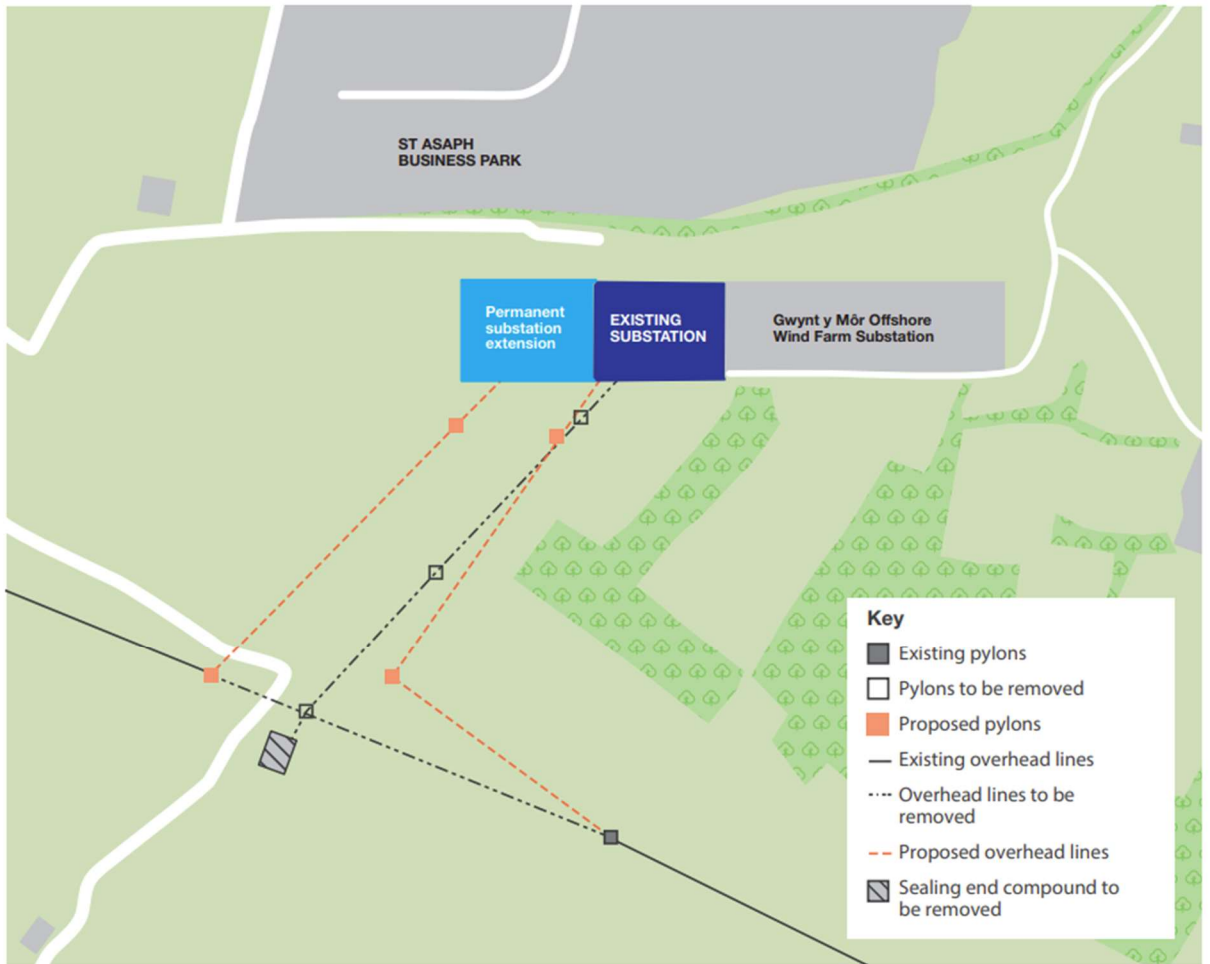 ST ASAPH
BUSINESS PARK
Permanent
substation
extension
EXISTING
SUBSTATION
Gwynt y Môr Offshore
Wind Farm Substation
Key
Existing pylons
Pylons to be removed
Proposed pylons
Existing overhead lines
Overhead lines to be
removed
Proposed overhead lines
Sealing end compound to
be removed